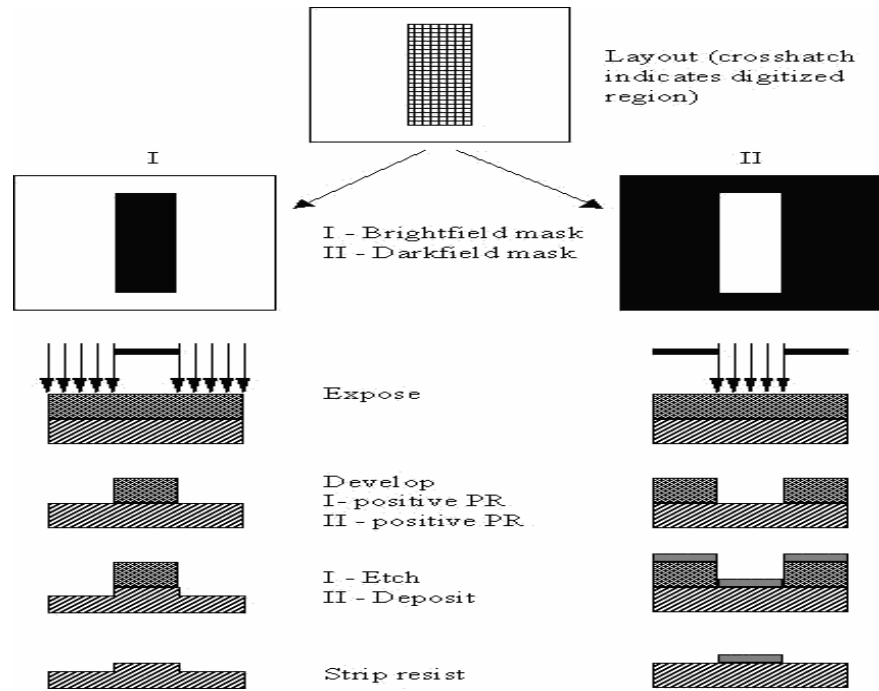 Layout (crosshatch
indicates digitized
region)
I
II
I - Brightfield mask
II - Darkfield mask
Expose
Develop
I- positive PR
II - positive PR
I - Etch
II - Deposit
Strip resist